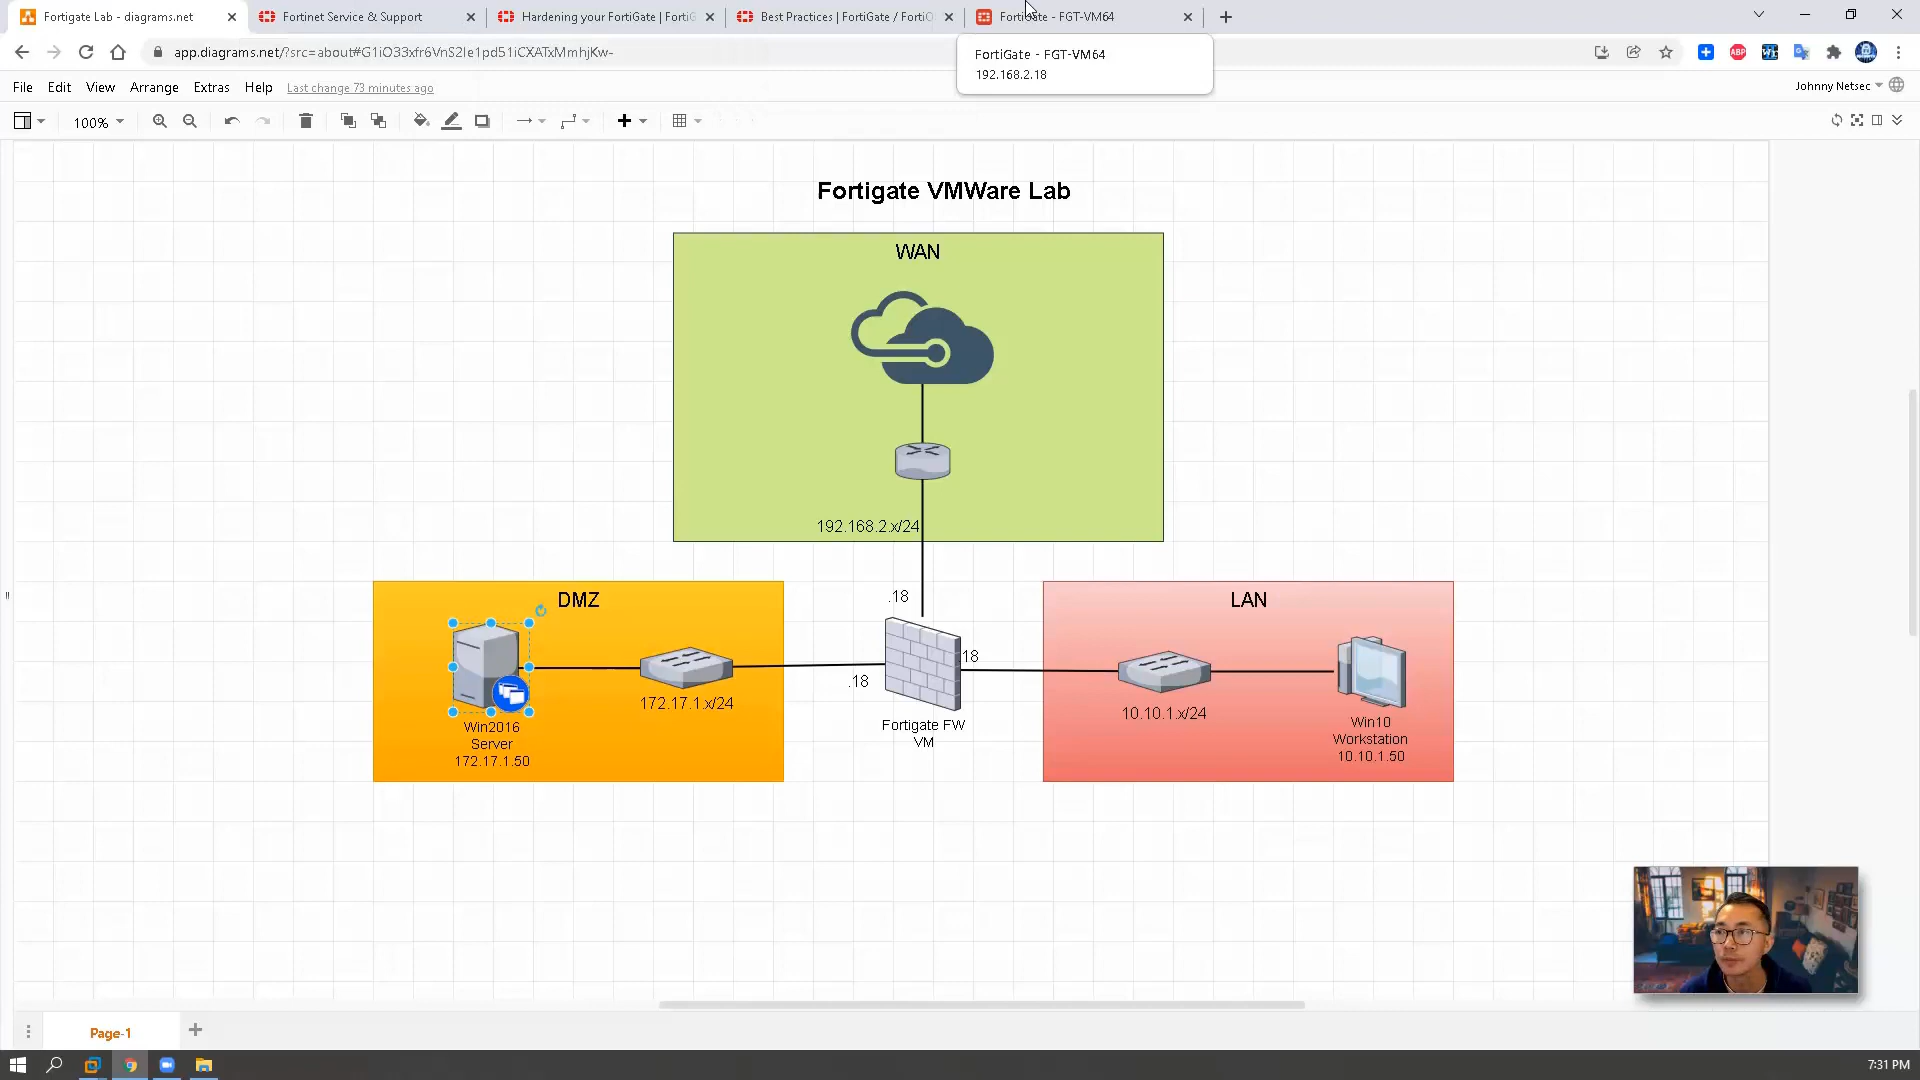 Fortigate Lab - diagrams.net
Fortinet Service & Support
Hardening your FortiGate | FortiG
Best Practices | FortiGate / FortiO
FortiGate - FGT-VM64
app.diagrams.net/?src=about#G1iO33xfr6VnS2Ie1pd51iCXATxMmhjKw-
FortiGate - FGT-VM64
192.168.2.18
File
Edit
View
Arrange
Extras
Help
Last change 73 minutes ago
Johnny Netsec
100%
Fortigate VMWare Lab
WAN
192.168.2.x/24
.18
DMZ
LAN
18
.18
172.17.1.x/24
10.10.1.x/24
Fortigate FW
VM
Win2016
Server
172.17.1.50
Win10
Workstation
10.10.1.50
Page-1
7:31 PM